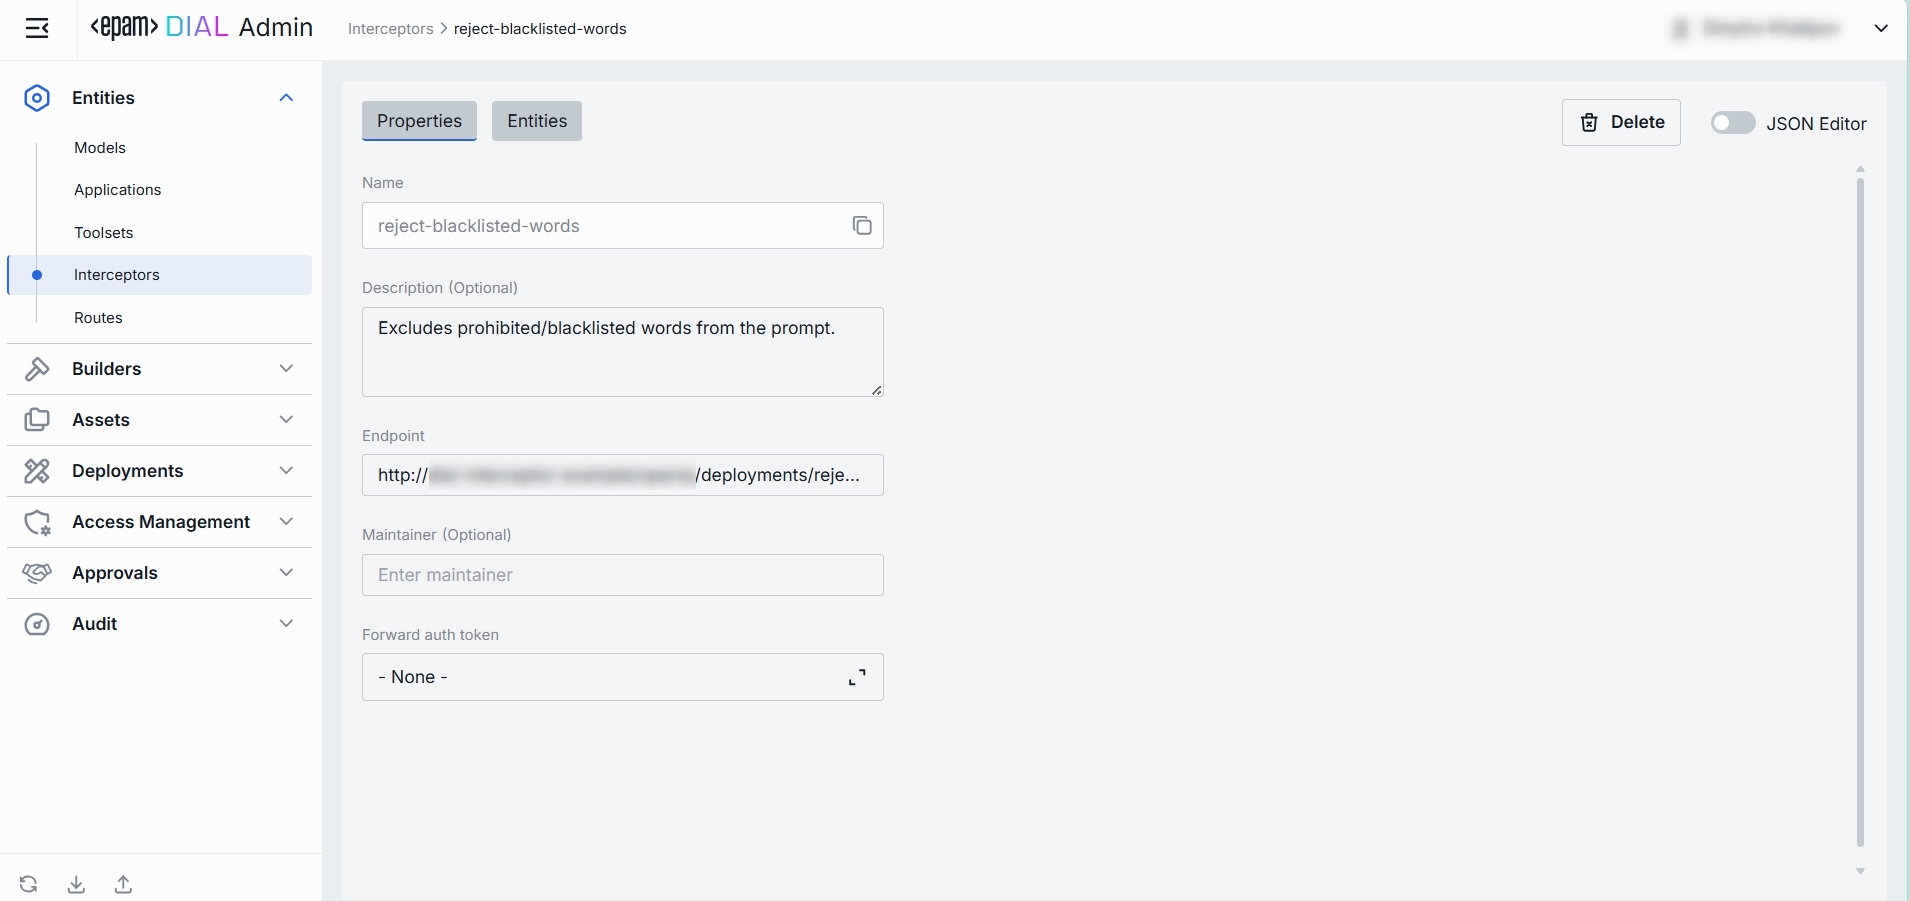 <epam> DIAL Admin
Interceptors > reject-blacklisted-words
Entities
Models
Applications
Toolsets
Interceptors
Routes
Builders
Assets
Deployments
Access Management
Approvals
Audit
Properties
Entities
Delete
JSON Editor
Name
reject-blacklisted-words
Description (Optional)
Excludes prohibited/blacklisted words from the prompt.
Endpoint
http:// /deployments/reje...
Maintainer (Optional)
Enter maintainer
Forward auth token
- None -